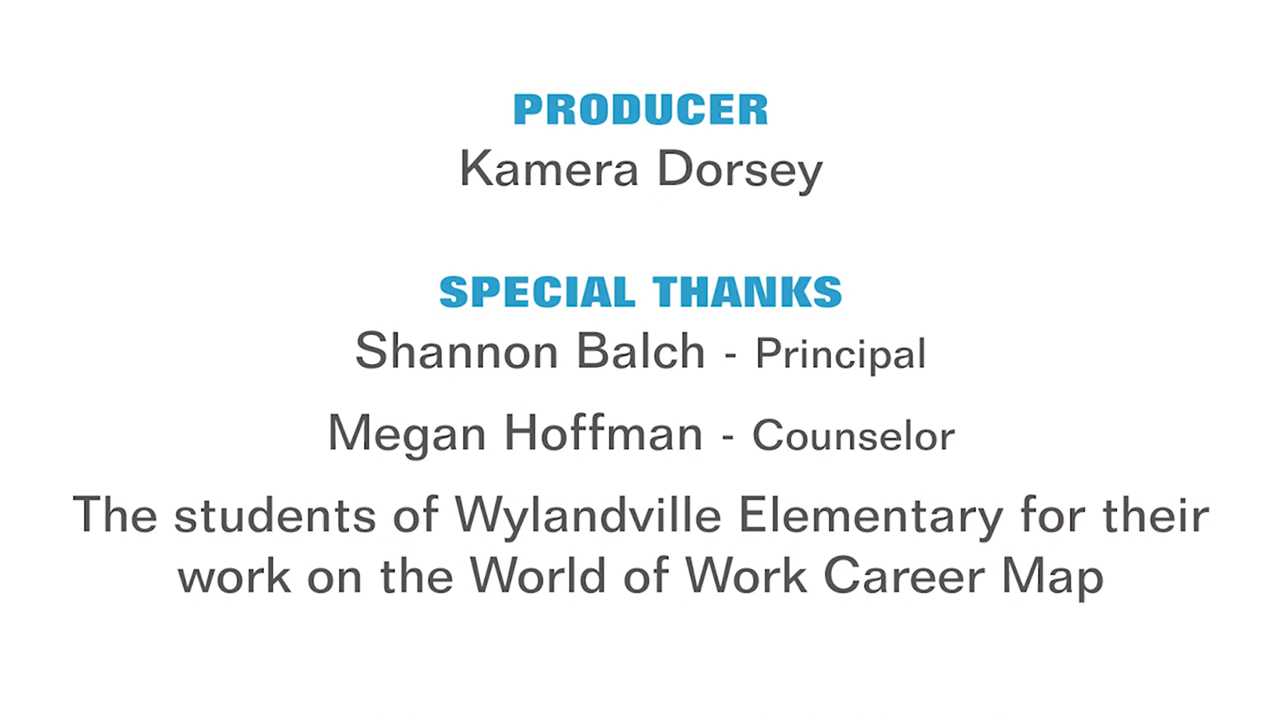 PRODUCER
Kamera Dorsey
SPECIAL THANKS
Shannon Balch - Principal
Megan Hoffman - Counselor
The students of Wylandville Elementary for their
work on the World of Work Career Map